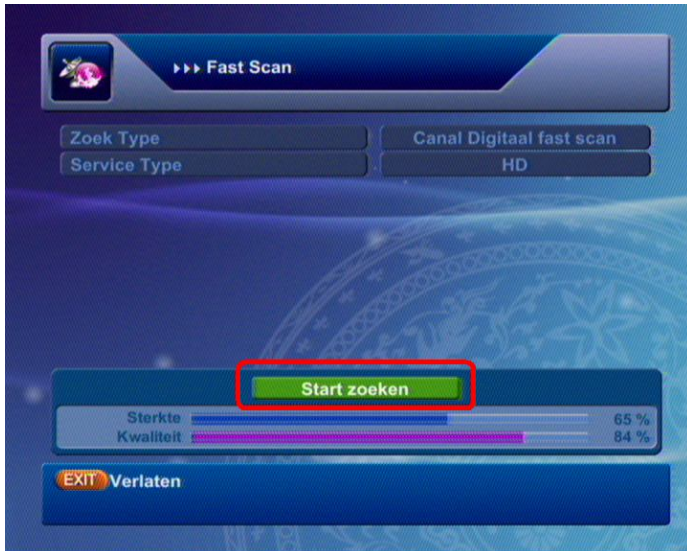 ▸▸▸ Fast Scan
Zoek Type Canal Digitaal fast scan
Service Type HD
Start zoeken
Sterkte 65 %
Kwaliteit 84 %
EXIT Verlaten